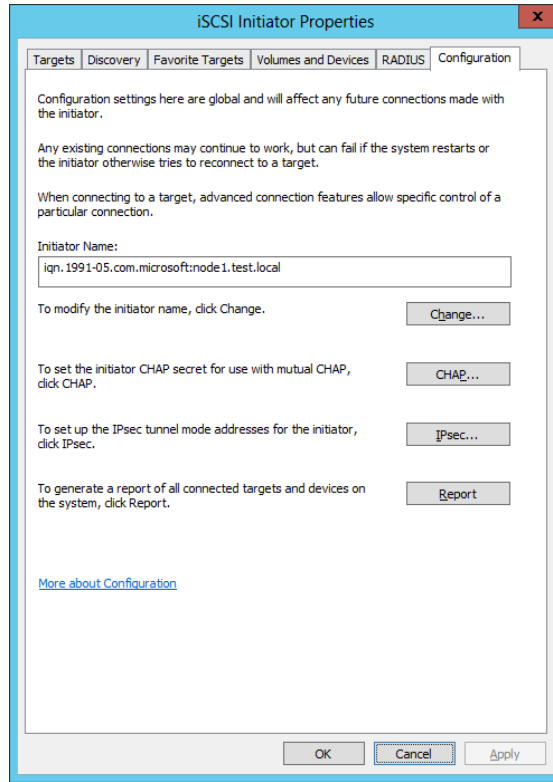 iSCSI Initiator Properties
x
Targets Discovery Favorite Targets Volumes and Devices RADIUS Configuration
Configuration settings here are global and will affect any future connections made with
the initiator.
Any existing connections may continue to work, but can fail if the system restarts or
the initiator otherwise tries to reconnect to a target.
When connecting to a target, advanced connection features allow specific control of a
particular connection.
Initiator Name:
iqn.1991-05.com.microsoft:node1.test.local
To modify the initiator name, click Change.
Change...
To set the initiator CHAP secret for use with mutual CHAP,
click CHAP.
CHAP...
To set up the IPsec tunnel mode addresses for the initiator,
click IPsec.
IPsec...
To generate a report of all connected targets and devices on
the system, click Report.
Report
More about Configuration
OK Cancel Apply